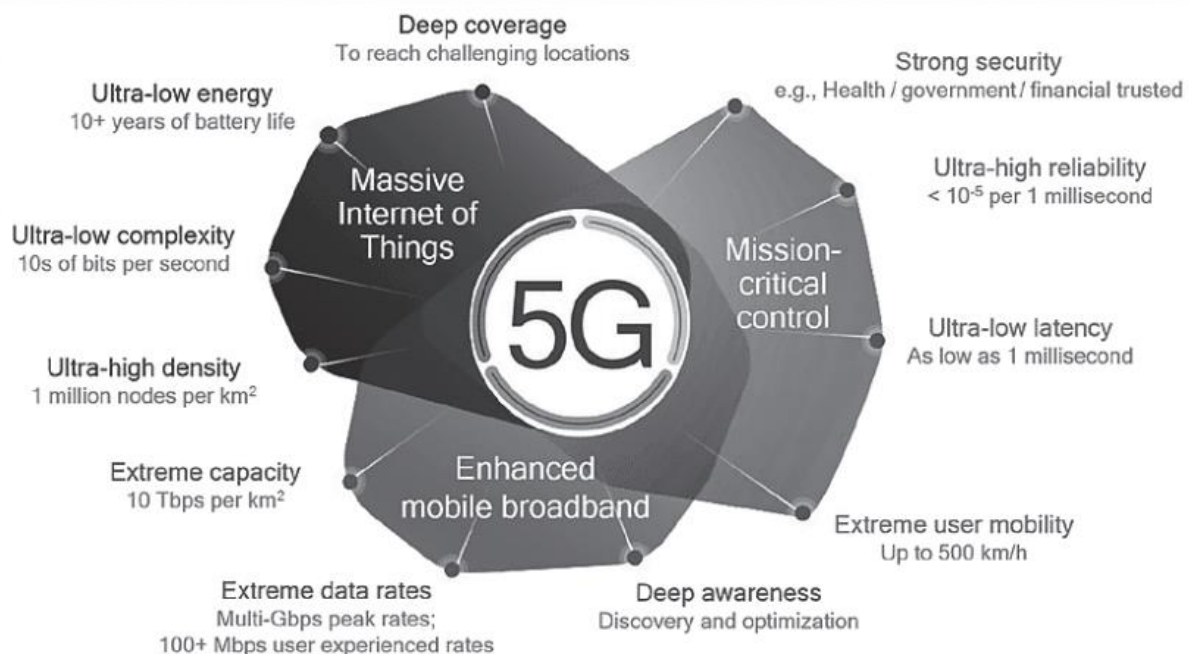 Deep coverage
To reach challenging locations
Strong security
e.g., Health / government / financial trusted
Ultra-low energy
10+ years of battery life
Ultra-high reliability
< 10⁻⁵ per 1 millisecond
Massive
Internet of
Things
Ultra-low complexity
10s of bits per second
Mission-
critical
control
5G
Ultra-low latency
As low as 1 millisecond
Ultra-high density
1 million nodes per km²
Extreme capacity
10 Tbps per km²
Enhanced
mobile broadband
Extreme user mobility
Up to 500 km/h
Extreme data rates
Multi-Gbps peak rates;
100+ Mbps user experienced rates
Deep awareness
Discovery and optimization